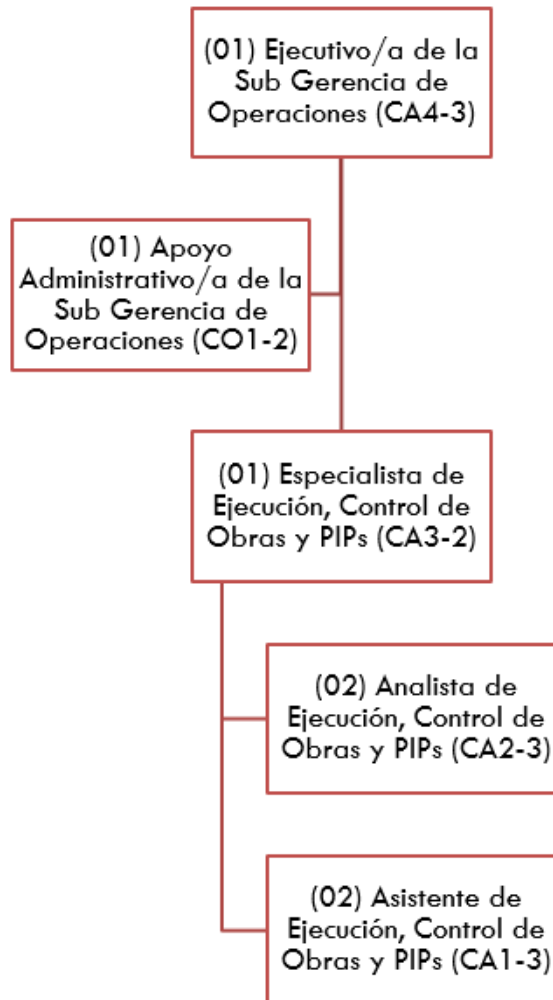 (01) Ejecutivo/a de la
Sub Gerencia de
Operaciones (CA4-3)
(01) Apoyo
Administrativo/a de la
Sub Gerencia de
Operaciones (CO1-2)
(01) Especialista de
Ejecución, Control de
Obras y PIPs (CA3-2)
(02) Analista de
Ejecución, Control de
Obras y PIPs (CA2-3)
(02) Asistente de
Ejecución, Control de
Obras y PIPs (CA1-3)